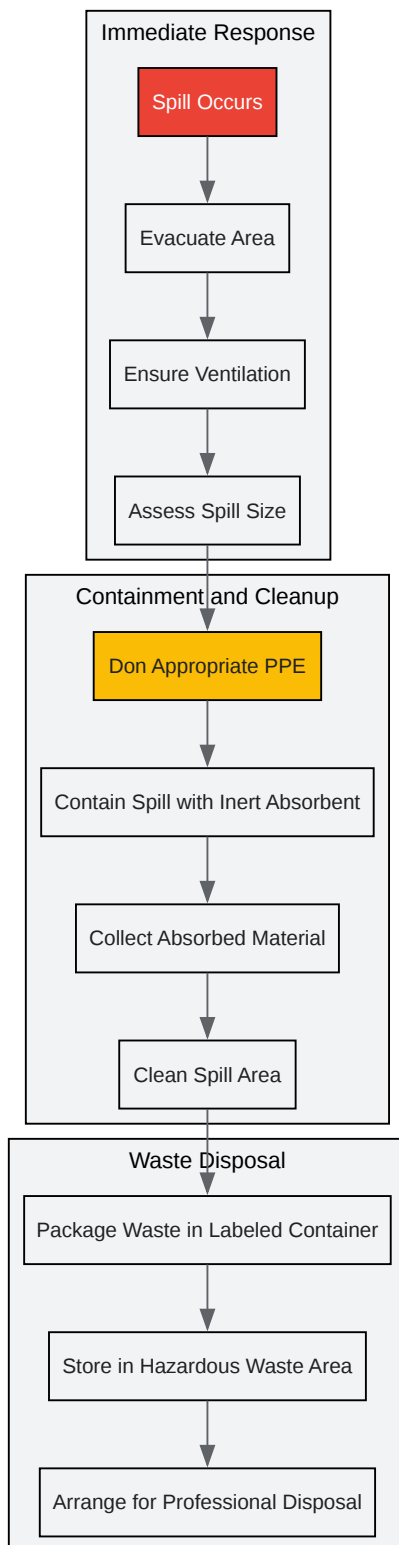 Immediate Response
Spill Occurs
Evacuate Area
Ensure Ventilation
Assess Spill Size
Containment and Cleanup
Don Appropriate PPE
Contain Spill with Inert Absorbent
Collect Absorbed Material
Clean Spill Area
Waste Disposal
Package Waste in Labeled Container
Store in Hazardous Waste Area
Arrange for Professional Disposal